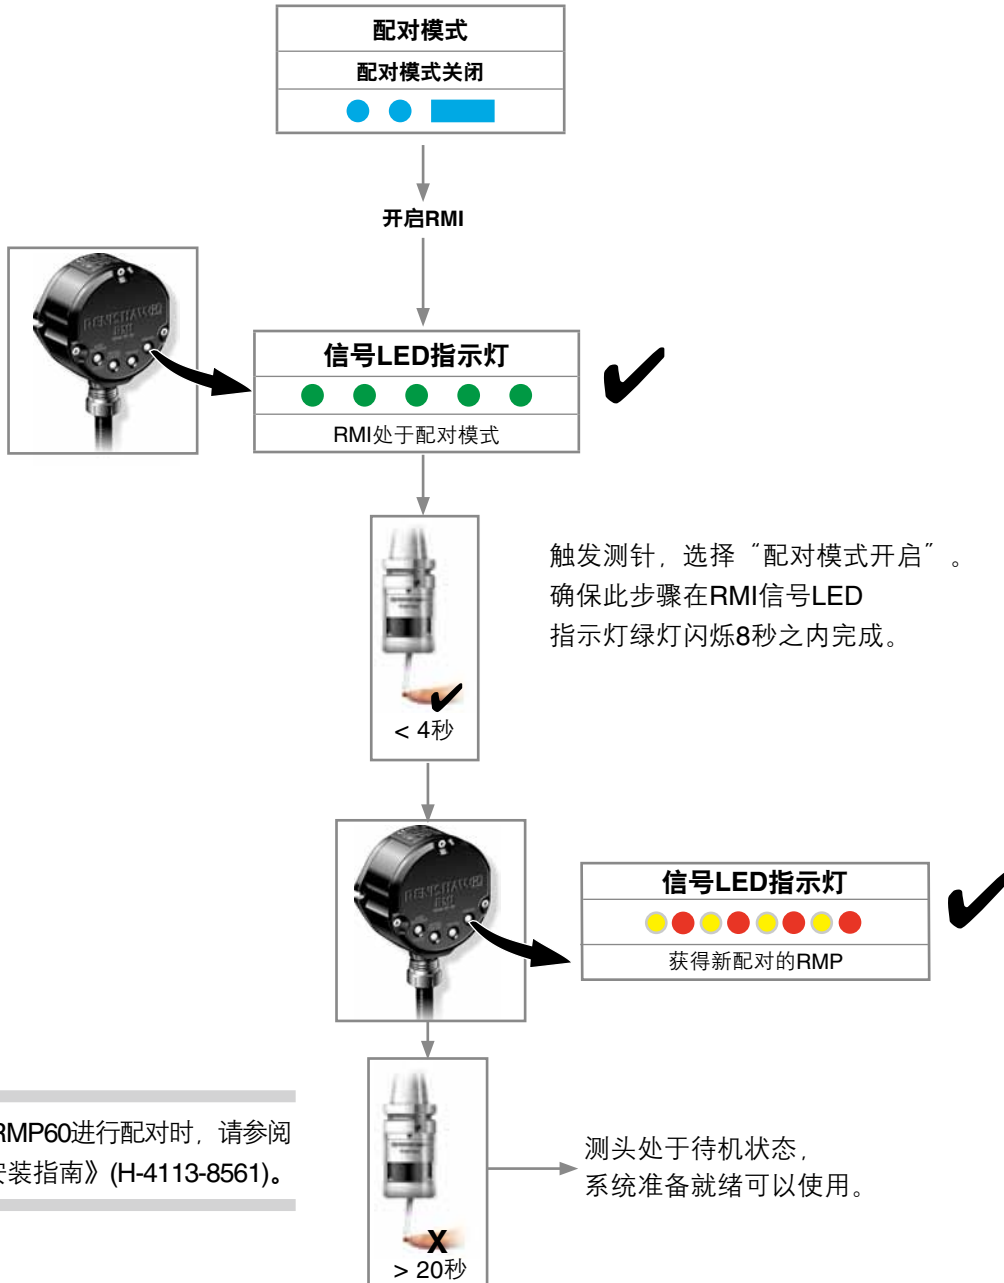 配对模式
配对模式关闭
开启RMI
RENISHAW
RMI
信号LED指示灯
RMI处于配对模式
触发测针，选择“配对模式开启”。
确保此步骤在RMI信号LED
指示灯绿灯闪烁8秒之内完成。
< 4秒
RENISHAW
RMI
信号LED指示灯
获得新配对的RMP
RMP60进行配对时，请参阅
安装指南》(H-4113-8561)。
测头处于待机状态，
系统准备就绪可以使用。
X
> 20秒